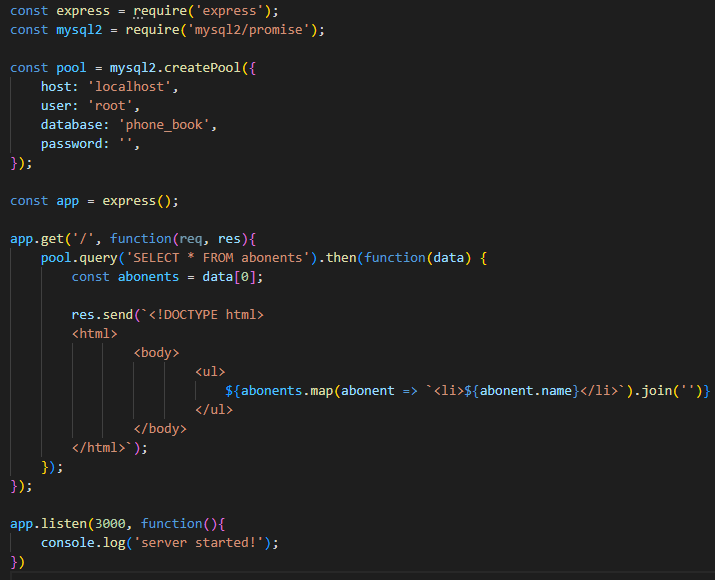 const express = require('express');
const mysql2 = require('mysql2/promise');

const pool = mysql2.createPool({
    host: 'localhost',
    user: 'root',
    database: 'phone_book',
    password: '',
});

const app = express();

app.get('/', function(req, res){
    pool.query('SELECT * FROM abonents').then(function(data) {
        const abonents = data[0];

        res.send(`<!DOCTYPE html>
        <html>
                <body>
                        <ul>
                            ${abonents.map(abonent => `<li>${abonent.name}</li>`).join('')}
                        </ul>
                </body>
        </html>`);
    });
});

app.listen(3000, function(){
    console.log('server started!');
})